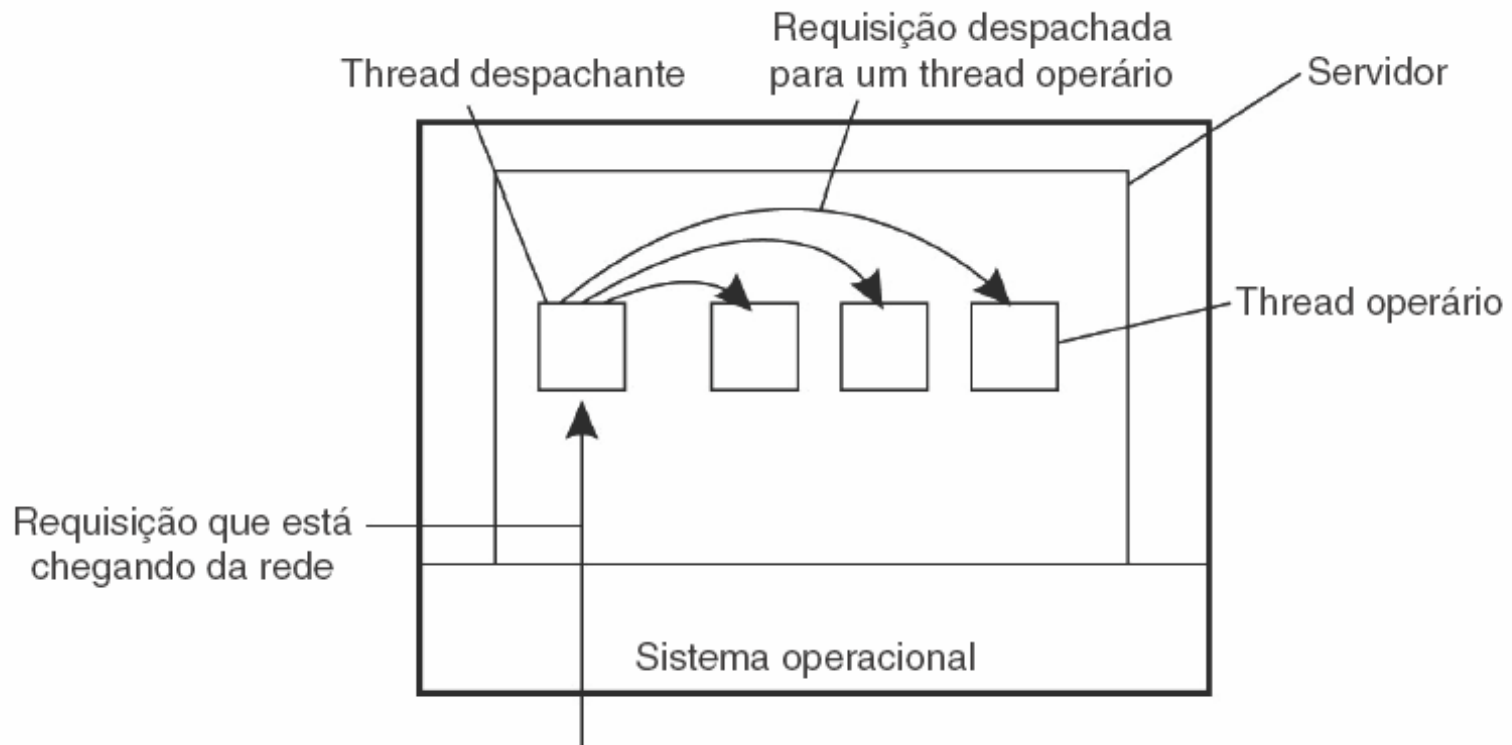 Requisição despachada
para um thread operário
Thread despachante
Servidor
Thread operário
Requisição que está
chegando da rede
Sistema operacional